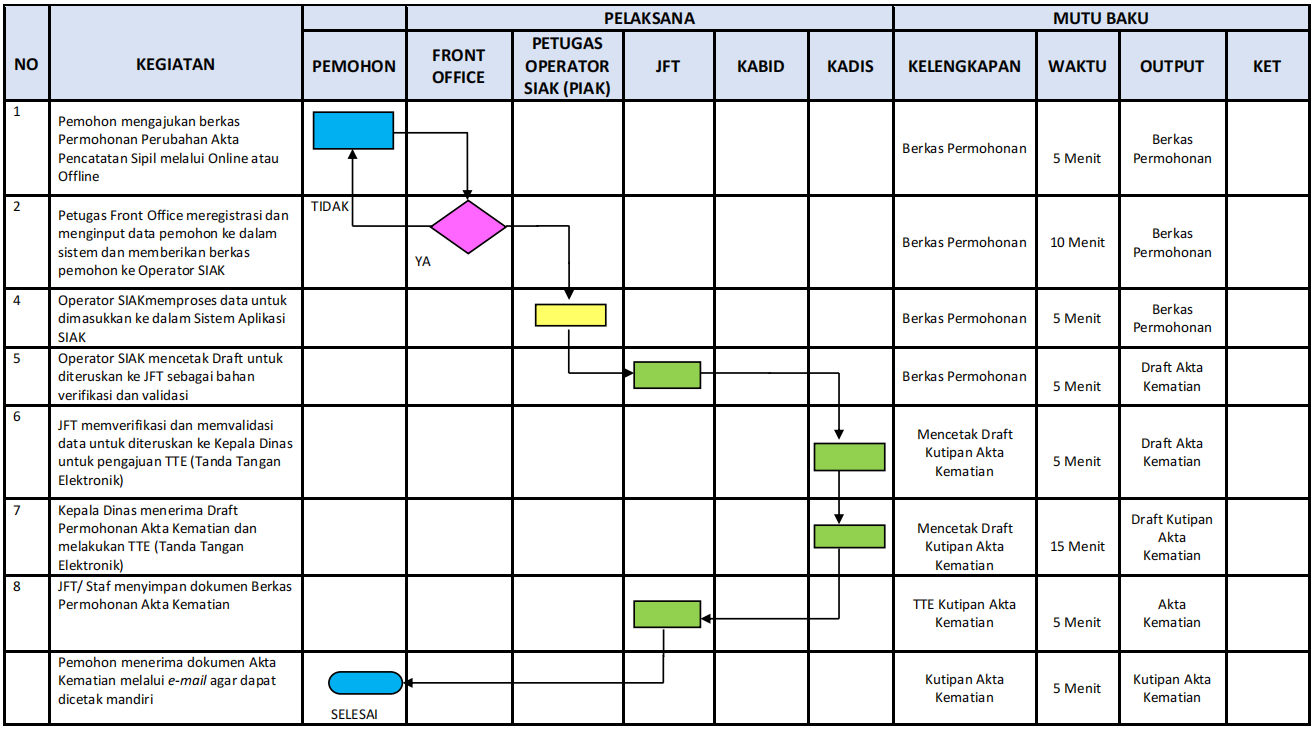 PELAKSANA
MUTU BAKU
NO
KEGIATAN
PEMOHON
FRONT
OFFICE
PETUGAS
OPERATOR
SIAK (PIAK)
JFT
KABID
KADIS
KELENGKAPAN
WAKTU
OUTPUT
KET
1
Pemohon mengajukan berkas
Permohonan Perubahan Akta
Pencatatan Sipil melalui Online atau
Offline
Berkas Permohonan
5 Menit
Berkas
Permohonan
2
Petugas Front Office meregistrasi dan
menginput data pemohon ke dalam
sistem dan memberikan berkas
pemohon ke Operator SIAK
TIDAK
YA
Berkas Permohonan
10 Menit
Berkas
Permohonan
4
Operator SIAKmemproses data untuk
dimasukkan ke dalam Sistem Aplikasi
SIAK
Berkas Permohonan
5 Menit
Berkas
Permohonan
5
Operator SIAK mencetak Draft untuk
diteruskan ke JFT sebagai bahan
verifikasi dan validasi
Berkas Permohonan
5 Menit
Draft Akta
Kematian
6
JFT memverifikasi dan memvalidasi
data untuk diteruskan ke Kepala Dinas
untuk pengajuan TTE (Tanda Tangan
Elektronik)
Mencetak Draft
Kutipan Akta
Kematian
5 Menit
Draft Akta
Kematian
7
Kepala Dinas menerima Draft
Permohonan Akta Kematian dan
melakukan TTE (Tanda Tangan
Elektronik)
Mencetak Draft
Kutipan Akta
Kematian
15 Menit
Draft Kutipan
Akta
Kematian
8
JFT/ Staf menyimpan dokumen Berkas
Permohonan Akta Kematian
TTE Kutipan Akta
Kematian
5 Menit
Akta
Kematian
Pemohon menerima dokumen Akta
Kematian melalui e-mail agar dapat
dicetak mandiri
SELESAI
Kutipan Akta
Kematian
5 Menit
Kutipan Akta
Kematian